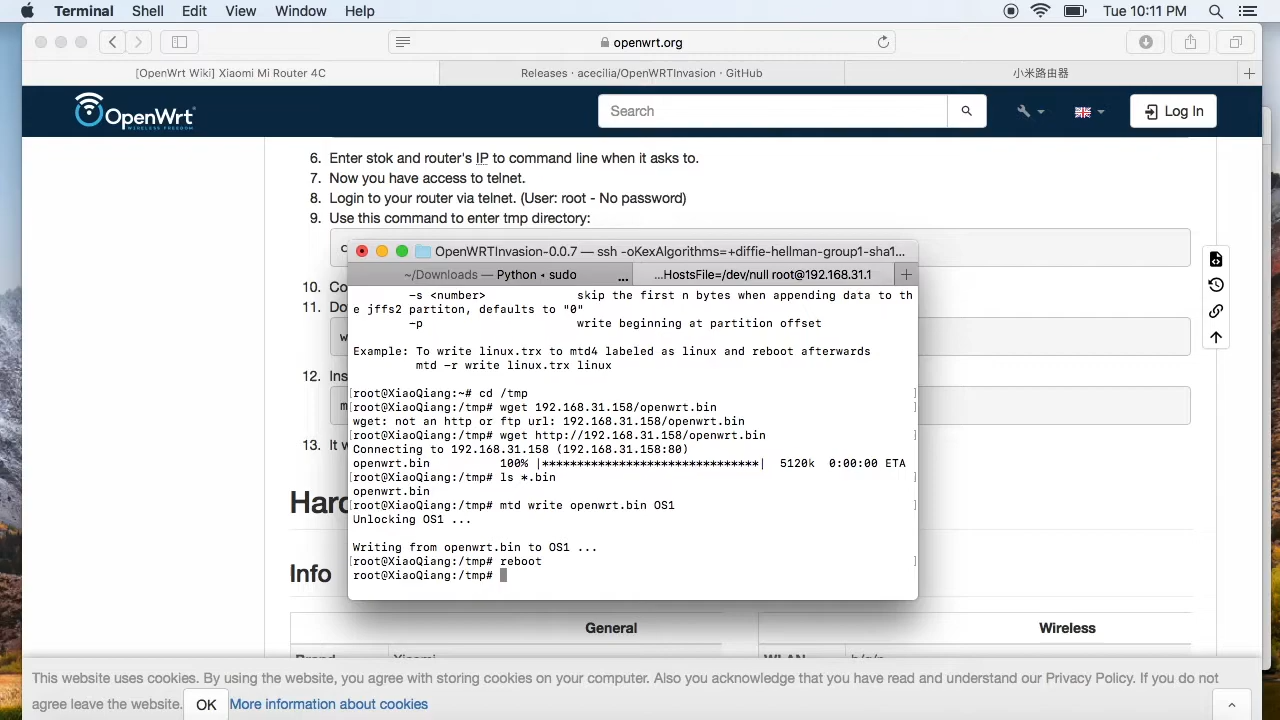 Terminal Shell Edit View Window Help Tue 10:11 PM
openwrt.org
[OpenWrt Wiki] Xiaomi Mi Router 4C
Releases · acecilia/OpenWRTInvasion · GitHub
小米路由器
OpenWrt
WIRELESS FREEDOM
Search
Log In
6. Enter stok and router's IP to command line when it asks to.
7. Now you have access to telnet.
8. Login to your router via telnet. (User: root - No password)
9. Use this command to enter tmp directory:
c
10. Co
11. Do
w
12. Ins
m
13. It w
OpenWRTInvasion-0.0.7 — ssh -oKexAlgorithms=+diffie-hellman-group1-sha1...
~/Downloads — Python ◂ sudo ...
...HostsFile=/dev/null root@192.168.31.1
-s <number> skip the first n bytes when appending data to th
e jffs2 partiton, defaults to "0"
-p write beginning at partition offset
Example: To write linux.trx to mtd4 labeled as linux and reboot afterwards
mtd -r write linux.trx linux
[root@XiaoQiang:~# cd /tmp ]
[root@XiaoQiang:/tmp# wget 192.168.31.158/openwrt.bin ]
wget: not an http or ftp url: 192.168.31.158/openwrt.bin
[root@XiaoQiang:/tmp# wget http://192.168.31.158/openwrt.bin ]
Connecting to 192.168.31.158 (192.168.31.158:80)
openwrt.bin 100% |*******************************| 5120k 0:00:00 ETA
[root@XiaoQiang:/tmp# ls *.bin ]
openwrt.bin
[root@XiaoQiang:/tmp# mtd write openwrt.bin OS1 ]
Unlocking OS1 ...
Writing from openwrt.bin to OS1 ...
[root@XiaoQiang:/tmp# reboot ]
root@XiaoQiang:/tmp#
Hard
Info
General
Wireless
This website uses cookies. By using the website, you agree with storing cookies on your computer. Also you acknowledge that you have read and understand our Privacy Policy. If you do not
agree leave the website. OK More information about cookies